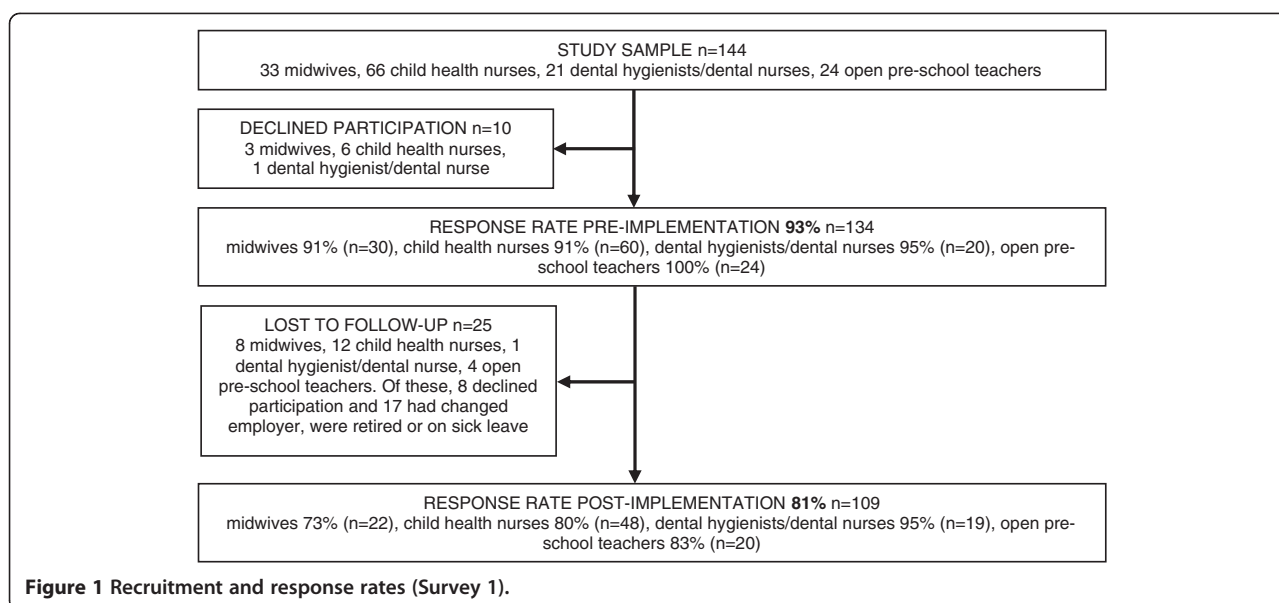 STUDY SAMPLE n=144
33 midwives, 66 child health nurses, 21 dental hygienists/dental nurses, 24 open pre-school teachers
DECLINED PARTICIPATION n=10
3 midwives, 6 child health nurses,
1 dental hygienist/dental nurse
RESPONSE RATE PRE-IMPLEMENTATION 93% n=134
midwives 91% (n=30), child health nurses 91% (n=60), dental hygienists/dental nurses 95% (n=20), open pre-
school teachers 100% (n=24)
LOST TO FOLLOW-UP n=25
8 midwives, 12 child health nurses, 1
dental hygienist/dental nurse, 4 open
pre-school teachers. Of these, 8 declined
participation and 17 had changed
employer, were retired or on sick leave
RESPONSE RATE POST-IMPLEMENTATION 81% n=109
midwives 73% (n=22), child health nurses 80% (n=48), dental hygienists/dental nurses 95% (n=19), open pre-
school teachers 83% (n=20)
Figure 1 Recruitment and response rates (Survey 1).